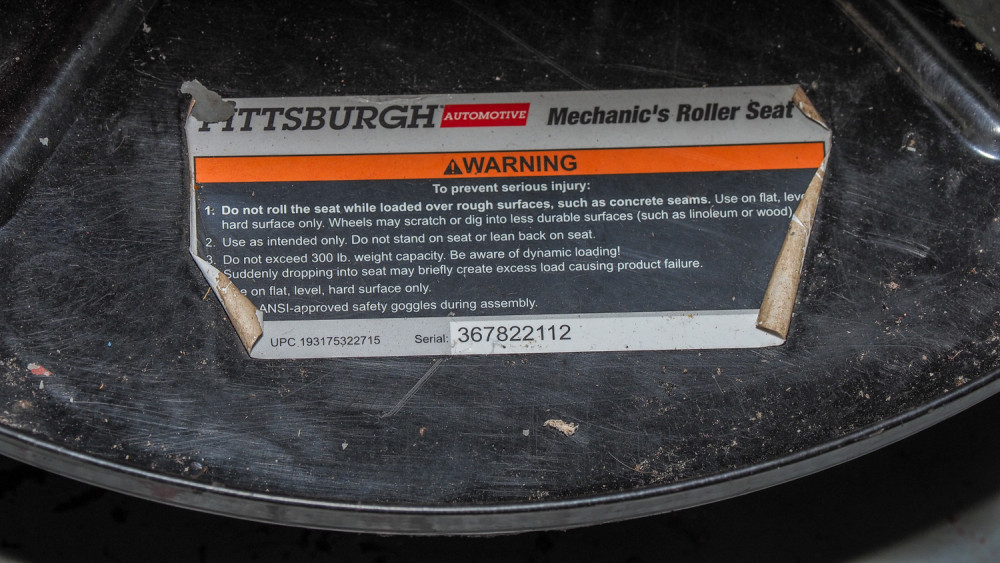 PITTSBURGH AUTOMOTIVE Mechanic's Roller Seat
WARNING
To prevent serious injury:
1. Do not roll the seat while loaded over rough surfaces, such as concrete seams. Use on flat,
hard surface only. Wheels may scratch or dig into less durable surfaces (such as linoleum or wood)
2. Use as intended only. Do not stand on seat or lean back on seat.
3. Do not exceed 300 lb. weight capacity. Be aware of dynamic loading!
Suddenly dropping into seat may briefly create excess load causing product failure.
on flat, level, hard surface only.
ANSI-approved safety goggles during assembly.
UPC 193175322715 Serial: 367822112